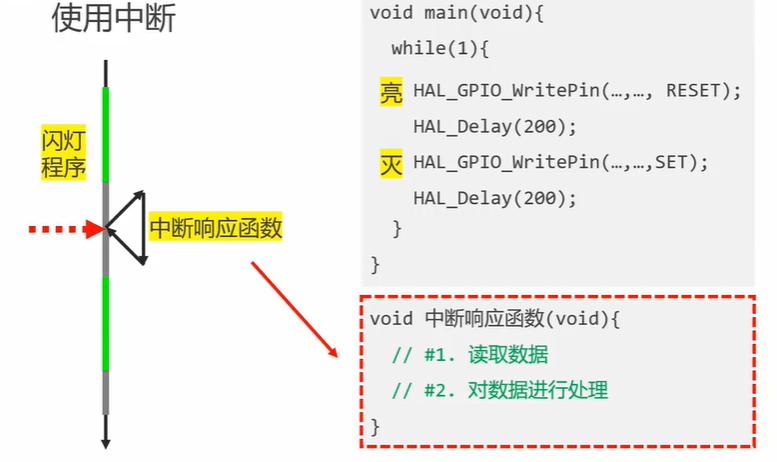 使用中断
闪灯
程序
中断响应函数
void main(void){
while(1){
亮 HAL_GPIO_WritePin(…,…, RESET);
HAL_Delay(200);
灭 HAL_GPIO_WritePin(…,…,SET);
HAL_Delay(200);
}
}
void 中断响应函数(void){
// #1. 读取数据
// #2. 对数据进行处理
}